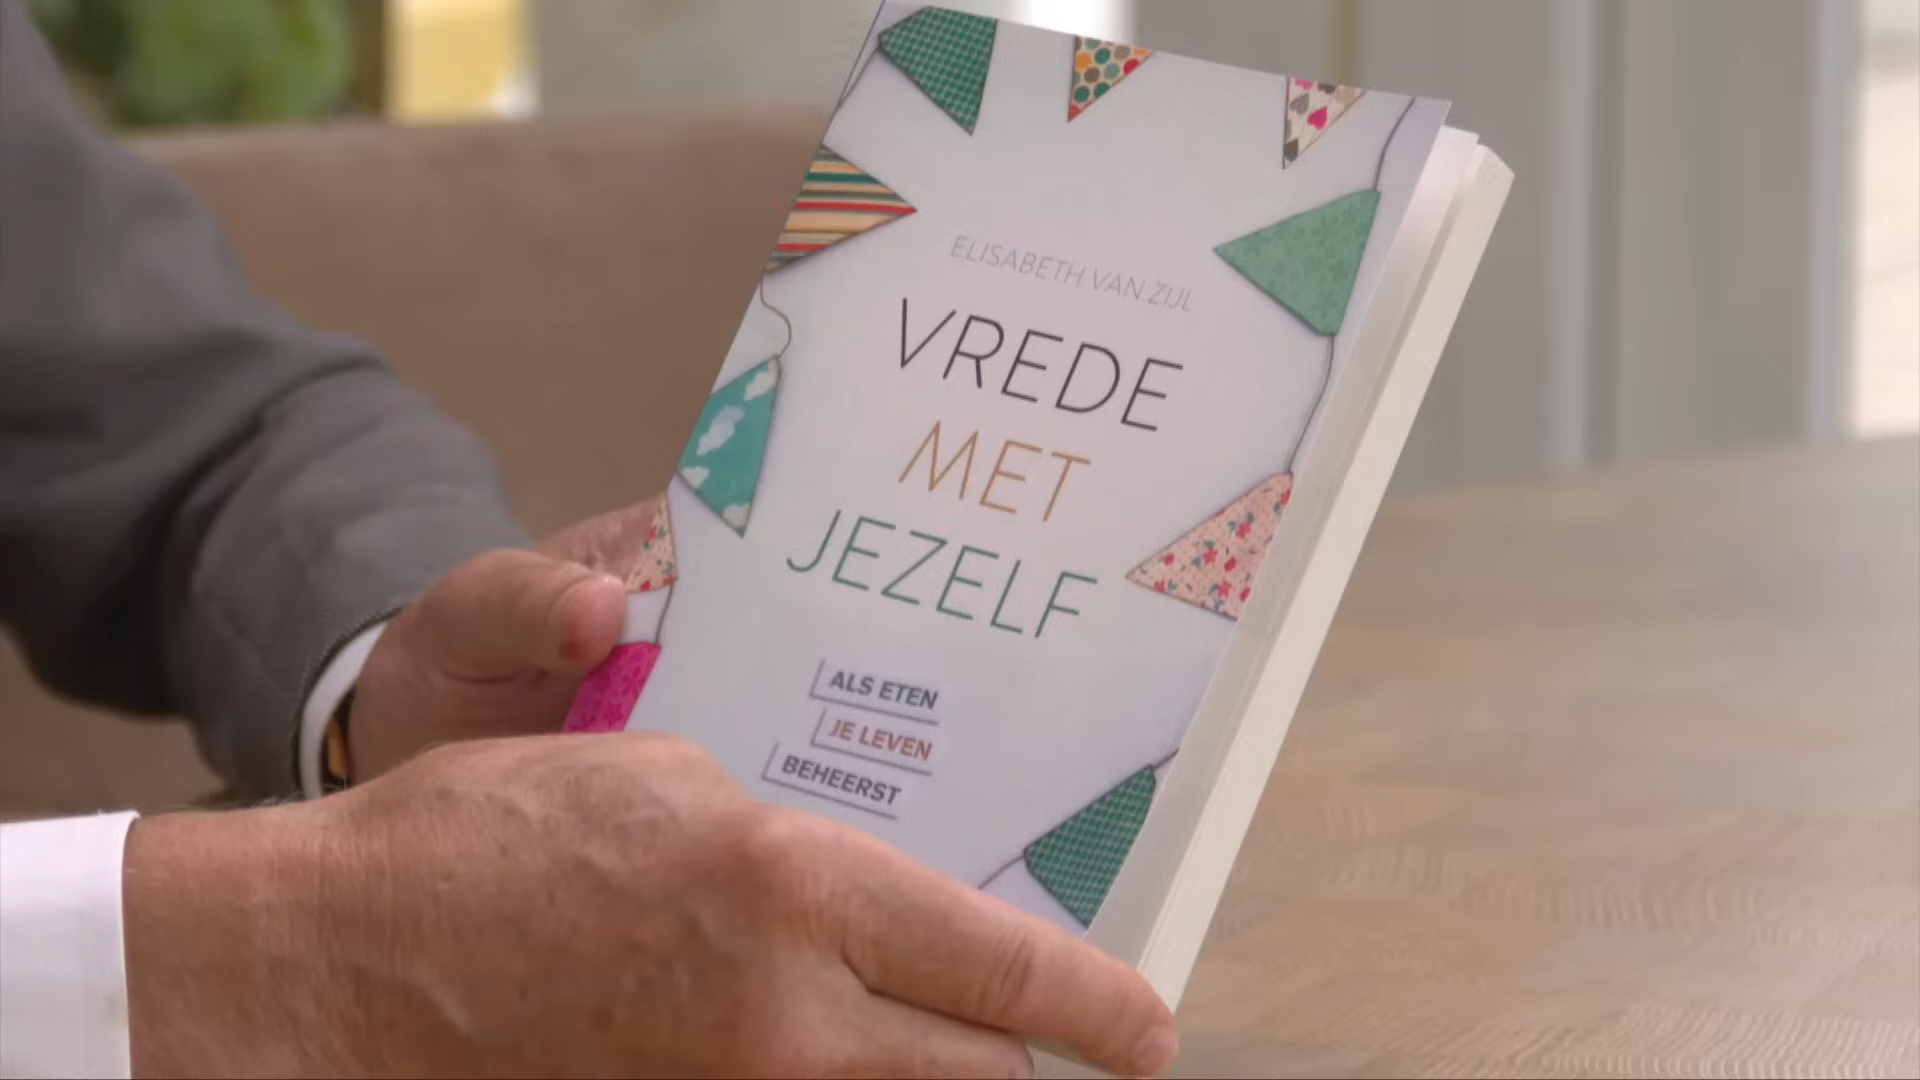 ELISABETH VAN ZIJL
VREDE
MET
JEZELF
ALS ETEN
JE LEVEN
BEHEERST